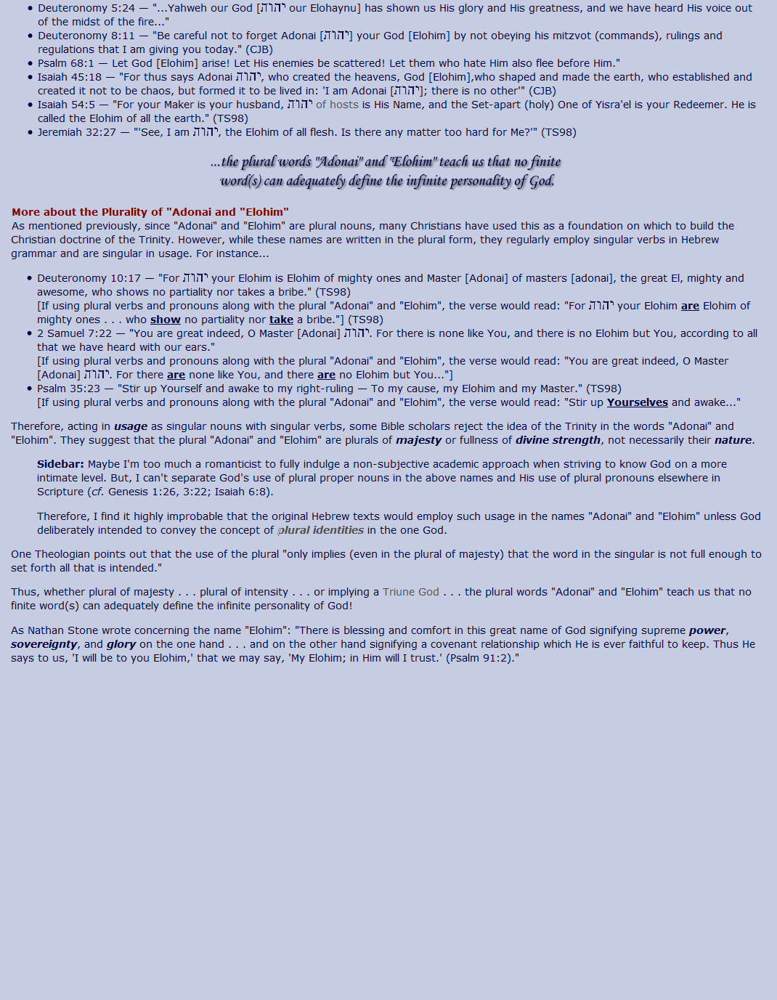 • Deuteronomy 5:24 — "...Yahweh our God [יהוה our Elohaynu] has shown us His glory and His greatness, and we have heard His voice out
of the midst of the fire..."
• Deuteronomy 8:11 — "Be careful not to forget Adonai [יהוה] your God [Elohim] by not obeying his mitzvot (commands), rulings and
regulations that I am giving you today." (CJB)
• Psalm 68:1 — Let God [Elohim] arise! Let His enemies be scattered! Let them who hate Him also flee before Him."
• Isaiah 45:18 — "For thus says Adonai יהוה, who created the heavens, God [Elohim],who shaped and made the earth, who established and
created it not to be chaos, but formed it to be lived in: 'I am Adonai [יהוה]; there is no other'" (CJB)
• Isaiah 54:5 — "For your Maker is your husband, יהוה of hosts is His Name, and the Set-apart (holy) One of Yisra'el is your Redeemer. He is
called the Elohim of all the earth." (TS98)
• Jeremiah 32:27 — "'See, I am יהוה, the Elohim of all flesh. Is there any matter too hard for Me?'" (TS98)
...the plural words "Adonai" and "Elohim" teach us that no finite
word(s) can adequately define the infinite personality of God.
More about the Plurality of "Adonai and "Elohim"
As mentioned previously, since "Adonai" and "Elohim" are plural nouns, many Christians have used this as a foundation on which to build the
Christian doctrine of the Trinity. However, while these names are written in the plural form, they regularly employ singular verbs in Hebrew
grammar and are singular in usage. For instance...
• Deuteronomy 10:17 — "For יהוה your Elohim is Elohim of mighty ones and Master [Adonai] of masters [adonai], the great El, mighty and
awesome, who shows no partiality nor takes a bribe." (TS98)
[If using plural verbs and pronouns along with the plural "Adonai" and "Elohim", the verse would read: "For יהוה your Elohim are Elohim of
mighty ones . . . who show no partiality nor take a bribe."] (TS98)
• 2 Samuel 7:22 — "You are great indeed, O Master [Adonai] יהוה. For there is none like You, and there is no Elohim but You, according to all
that we have heard with our ears."
[If using plural verbs and pronouns along with the plural "Adonai" and "Elohim", the verse would read: "You are great indeed, O Master
[Adonai] יהוה. For there are none like You, and there are no Elohim but You..."]
• Psalm 35:23 — "Stir up Yourself and awake to my right-ruling — To my cause, my Elohim and my Master." (TS98)
[If using plural verbs and pronouns along with the plural "Adonai" and "Elohim", the verse would read: "Stir up Yourselves and awake..."
Therefore, acting in usage as singular nouns with singular verbs, some Bible scholars reject the idea of the Trinity in the words "Adonai" and
"Elohim". They suggest that the plural "Adonai" and "Elohim" are plurals of majesty or fullness of divine strength, not necessarily their nature.
Sidebar: Maybe I'm too much a romanticist to fully indulge a non-subjective academic approach when striving to know God on a more
intimate level. But, I can't separate God's use of plural proper nouns in the above names and His use of plural pronouns elsewhere in
Scripture (cf. Genesis 1:26, 3:22; Isaiah 6:8).
Therefore, I find it highly improbable that the original Hebrew texts would employ such usage in the names "Adonai" and "Elohim" unless God
deliberately intended to convey the concept of plural identities in the one God.
One Theologian points out that the use of the plural "only implies (even in the plural of majesty) that the word in the singular is not full enough to
set forth all that is intended."
Thus, whether plural of majesty . . . plural of intensity . . . or implying a Triune God . . . the plural words "Adonai" and "Elohim" teach us that no
finite word(s) can adequately define the infinite personality of God!
As Nathan Stone wrote concerning the name "Elohim": "There is blessing and comfort in this great name of God signifying supreme power,
sovereignty, and glory on the one hand . . . and on the other hand signifying a covenant relationship which He is ever faithful to keep. Thus He
says to us, 'I will be to you Elohim,' that we may say, 'My Elohim; in Him will I trust.' (Psalm 91:2)."